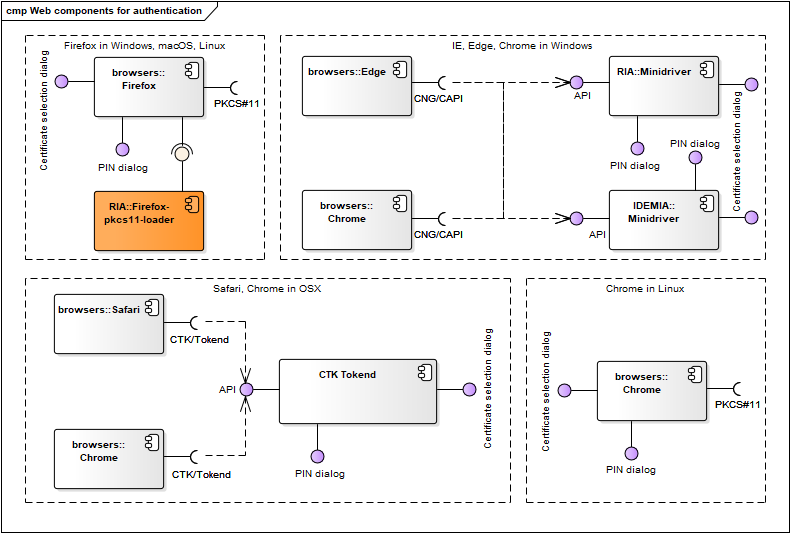 cmp Web components for authentication
Firefox in Windows, macOS, Linux
Certificate selection dialog
browsers::
Firefox
PKCS#11
PIN dialog
RIA::Firefox-
pkcs11-loader
IE, Edge, Chrome in Windows
browsers::Edge
CNG/CAPI
API
RIA::Minidriver
PIN dialog
PIN dialog
Certificate selection dialog
browsers::
Chrome
CNG/CAPI
API
IDEMIA::
Minidriver
Safari, Chrome in OSX
browsers::Safari
CTK/Tokend
API
CTK Tokend
Certificate selection dialog
browsers::
Chrome
CTK/Tokend
PIN dialog
Chrome in Linux
Certificate selection dialog
browsers::
Chrome
PKCS#11
PIN dialog